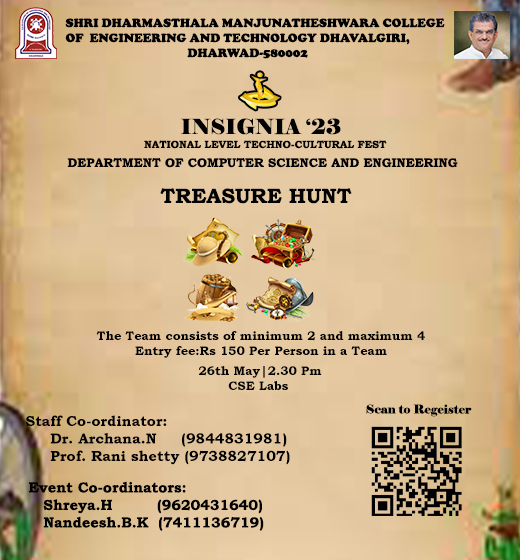 SHRI DHARMASTHALA MANJUNATHESHWARA COLLEGE
OF ENGINEERING AND TECHNOLOGY DHAVALGIRI,
DHARWAD-580002
INSIGNIA ‘23
NATIONAL LEVEL TECHNO-CULTURAL FEST
DEPARTMENT OF COMPUTER SCIENCE AND ENGINEERING
TREASURE HUNT
The Team consists of minimum 2 and maximum 4
Entry fee:Rs 150 Per Person in a Team
26th May|2.30 Pm
CSE Labs
Scan to Regeister
Staff Co-ordinator:
Dr. Archana.N (9844831981)
Prof. Rani shetty (9738827107)
Event Co-ordinators:
Shreya.H (9620431640)
Nandeesh.B.K (7411136719)